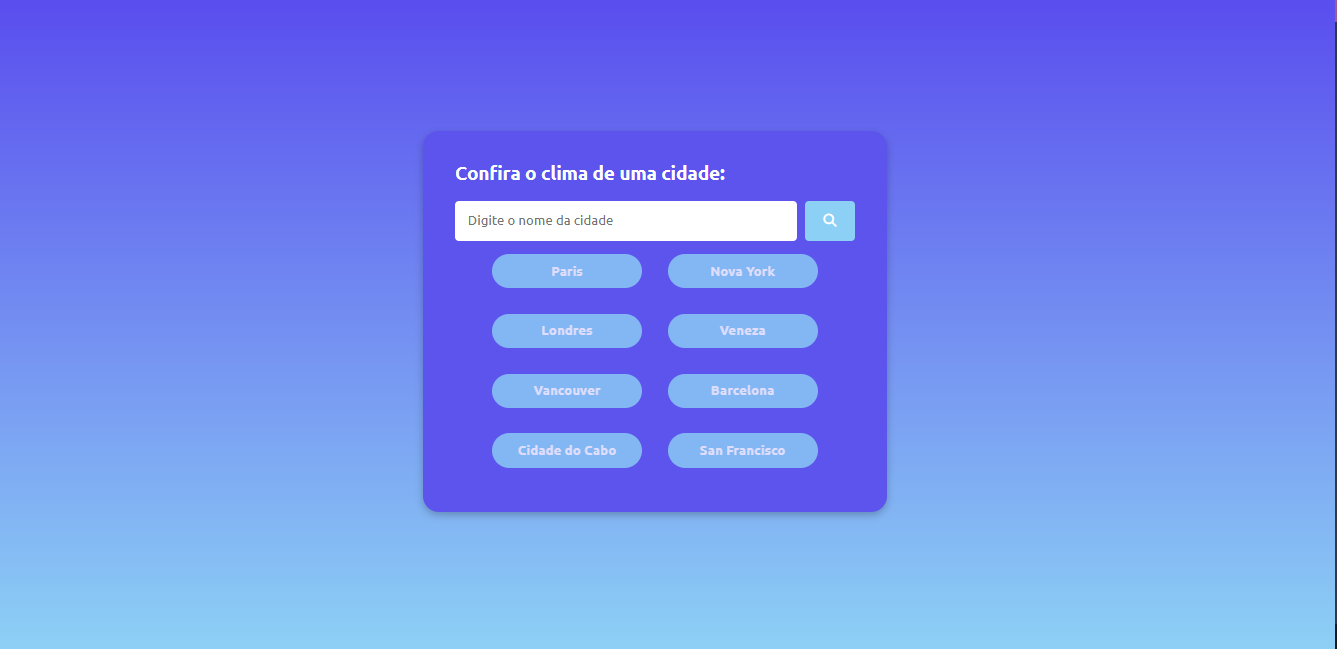 Confira o clima de uma cidade:
Digite o nome da cidade
Paris
Nova York
Londres
Veneza
Vancouver
Barcelona
Cidade do Cabo
San Francisco